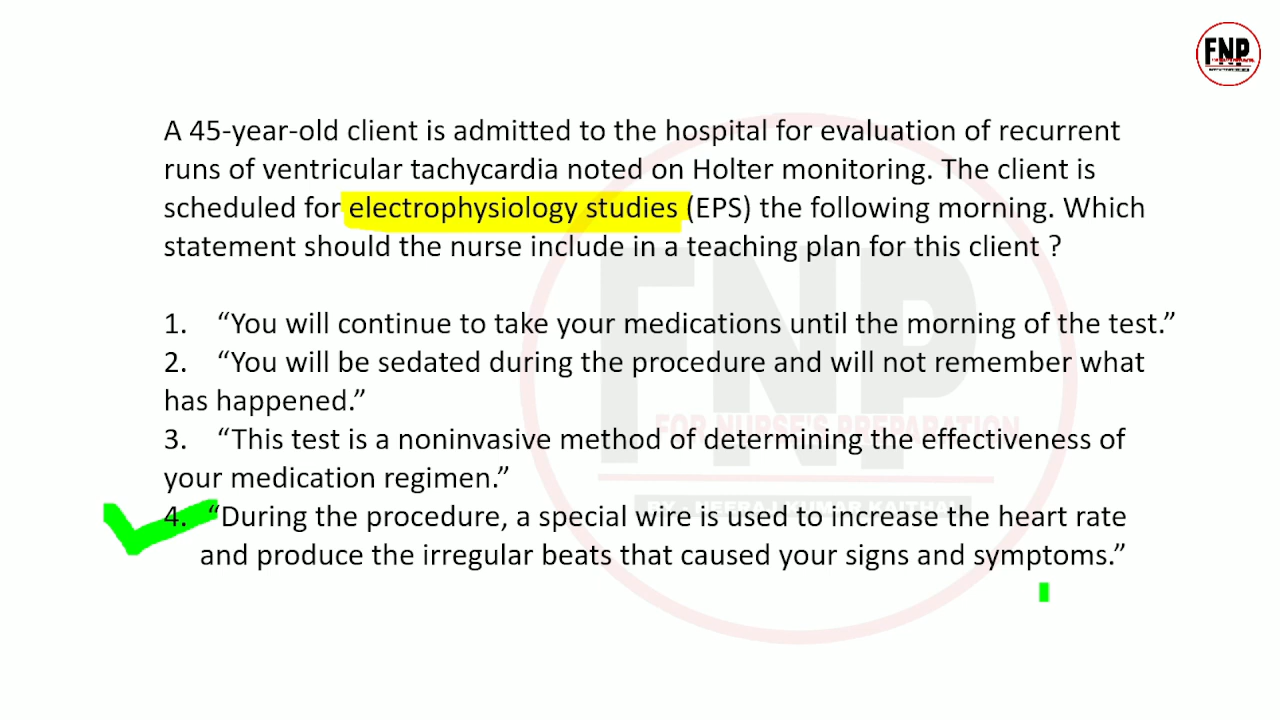 FNP
A 45-year-old client is admitted to the hospital for evaluation of recurrent
runs of ventricular tachycardia noted on Holter monitoring. The client is
scheduled for electrophysiology studies (EPS) the following morning. Which
statement should the nurse include in a teaching plan for this client ?
1. “You will continue to take your medications until the morning of the test.”
2. “You will be sedated during the procedure and will not remember what
has happened.”
3. “This test is a noninvasive method of determining the effectiveness of
your medication regimen.”
4. “During the procedure, a special wire is used to increase the heart rate
and produce the irregular beats that caused your signs and symptoms.”
FNP
FOR NURSE'S PREPARATION